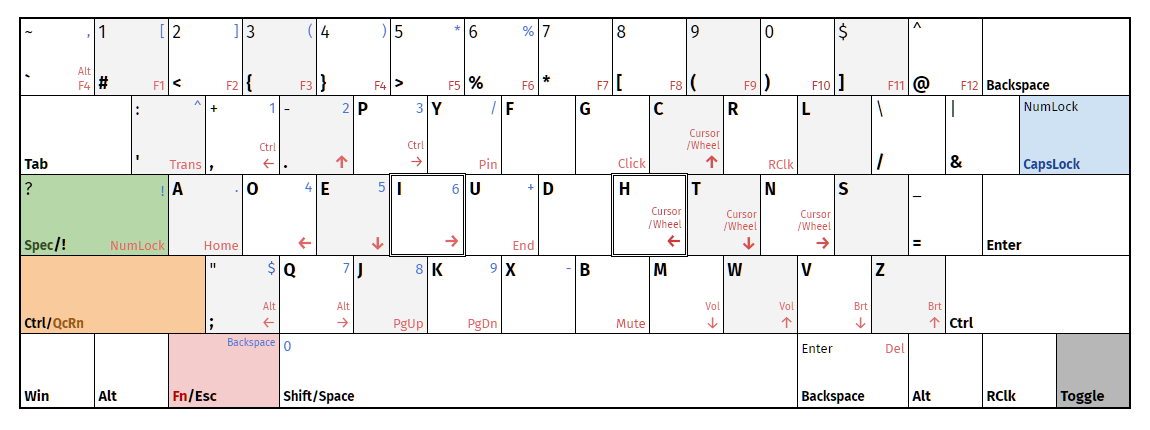 ~ , 1 [ 2 ] 3 ( 4 ) 5 * 6 % 7 8 9 0 $ ^
Alt
` F4 # F1 < F2 { F3 } F4 > F5 % F6 * F7 [ F8 ( F9 ) F10 ] F11 @ F12 Backspace
: ^ + 1 - 2 P 3 Y / F G C R L \ | NumLock
Ctrl Ctrl Cursor
/Wheel
Tab ' Trans , ← . ↑ → Pin Click ↑ RClk / & CapsLock
? ! A . O 4 E 5 I 6 U + D H T N S _
Cursor Cursor Cursor
/Wheel /Wheel /Wheel
Spec/! NumLock Home ← ↓ → End ← ↓ → = Enter
" $ Q 7 J 8 K 9 X - B M W V Z
Alt Alt Vol Vol Brt Brt
Ctrl/QcRn ; ← → PgUp PgDn Mute ↓ ↑ ↓ ↑ Ctrl
Backspace 0 Enter Del
Win Alt Fn/Esc Shift/Space Backspace Alt RClk Toggle